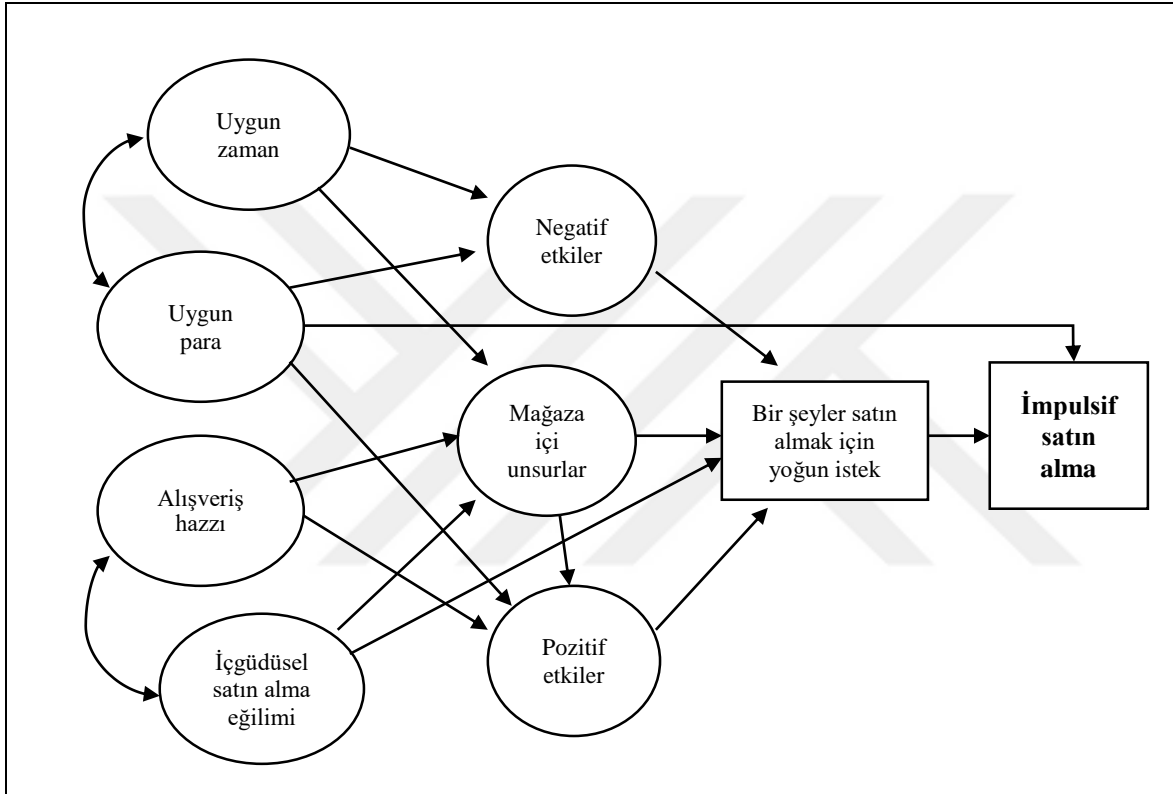 Uygun
zaman
Negatif
etkiler
Uygun
para
Mağaza
içi
unsurlar
Bir şeyler satın
almak için
yoğun istek
İmpulsif
satın
alma
Alışveriş
hazzı
İçgüdüsel
satın alma
eğilimi
Pozitif
etkiler